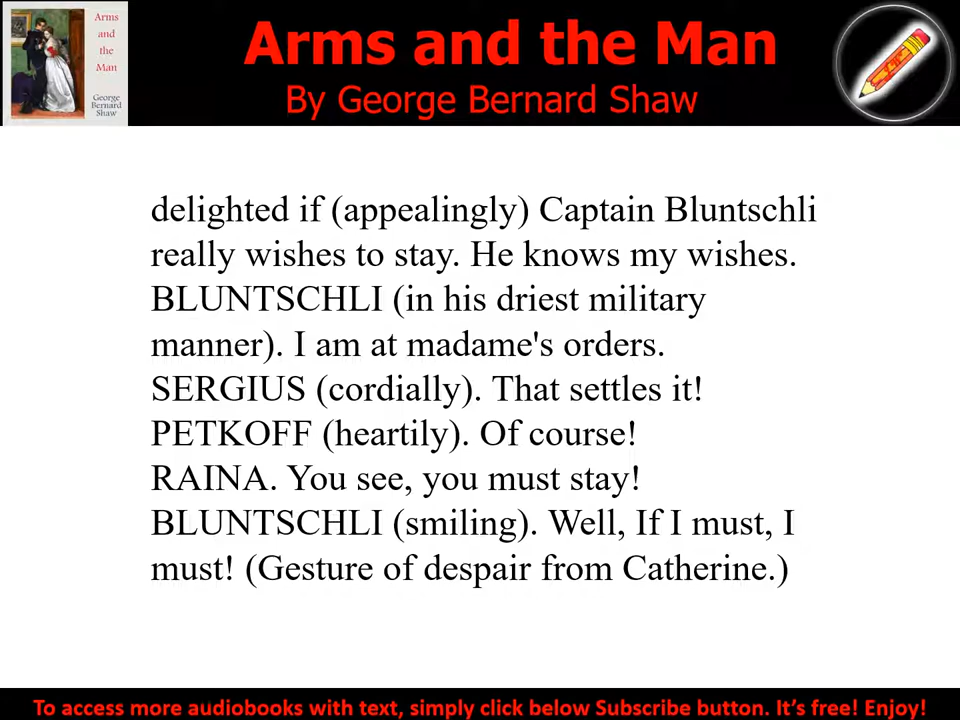 Arms
and
the
Man
George
Bernard
Shaw
Arms and the Man
By George Bernard Shaw
delighted if (appealingly) Captain Bluntschli
really wishes to stay. He knows my wishes.
BLUNTSCHLI (in his driest military
manner). I am at madame's orders.
SERGIUS (cordially). That settles it!
PETKOFF (heartily). Of course!
RAINA. You see, you must stay!
BLUNTSCHLI (smiling). Well, If I must, I
must! (Gesture of despair from Catherine.)
To access more audiobooks with text, simply click below Subscribe button. It's free! Enjoy!